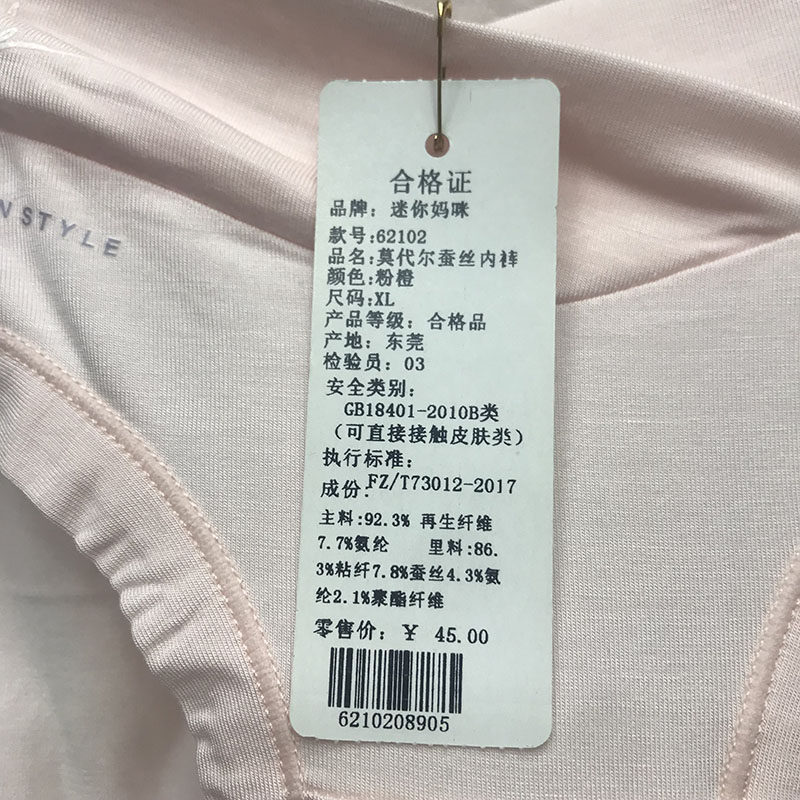 N STYLE
合格证
品牌：迷你妈咪
款号:62102
品名:莫代尔蚕丝内裤
颜色:粉橙
尺码:XL
产品等级：合格品
产地：东莞
检验员：03
安全类别：
GB18401-2010B类
（可直接接触皮肤类）
执行标准：
FZ/T73012-2017
成份：
主料:92.3% 再生纤维
7.7%氨纶 里料:86.
3%粘纤7.8%蚕丝4.3%氨
纶2.1%聚酯纤维
零售价：¥ 45.00
6210208905